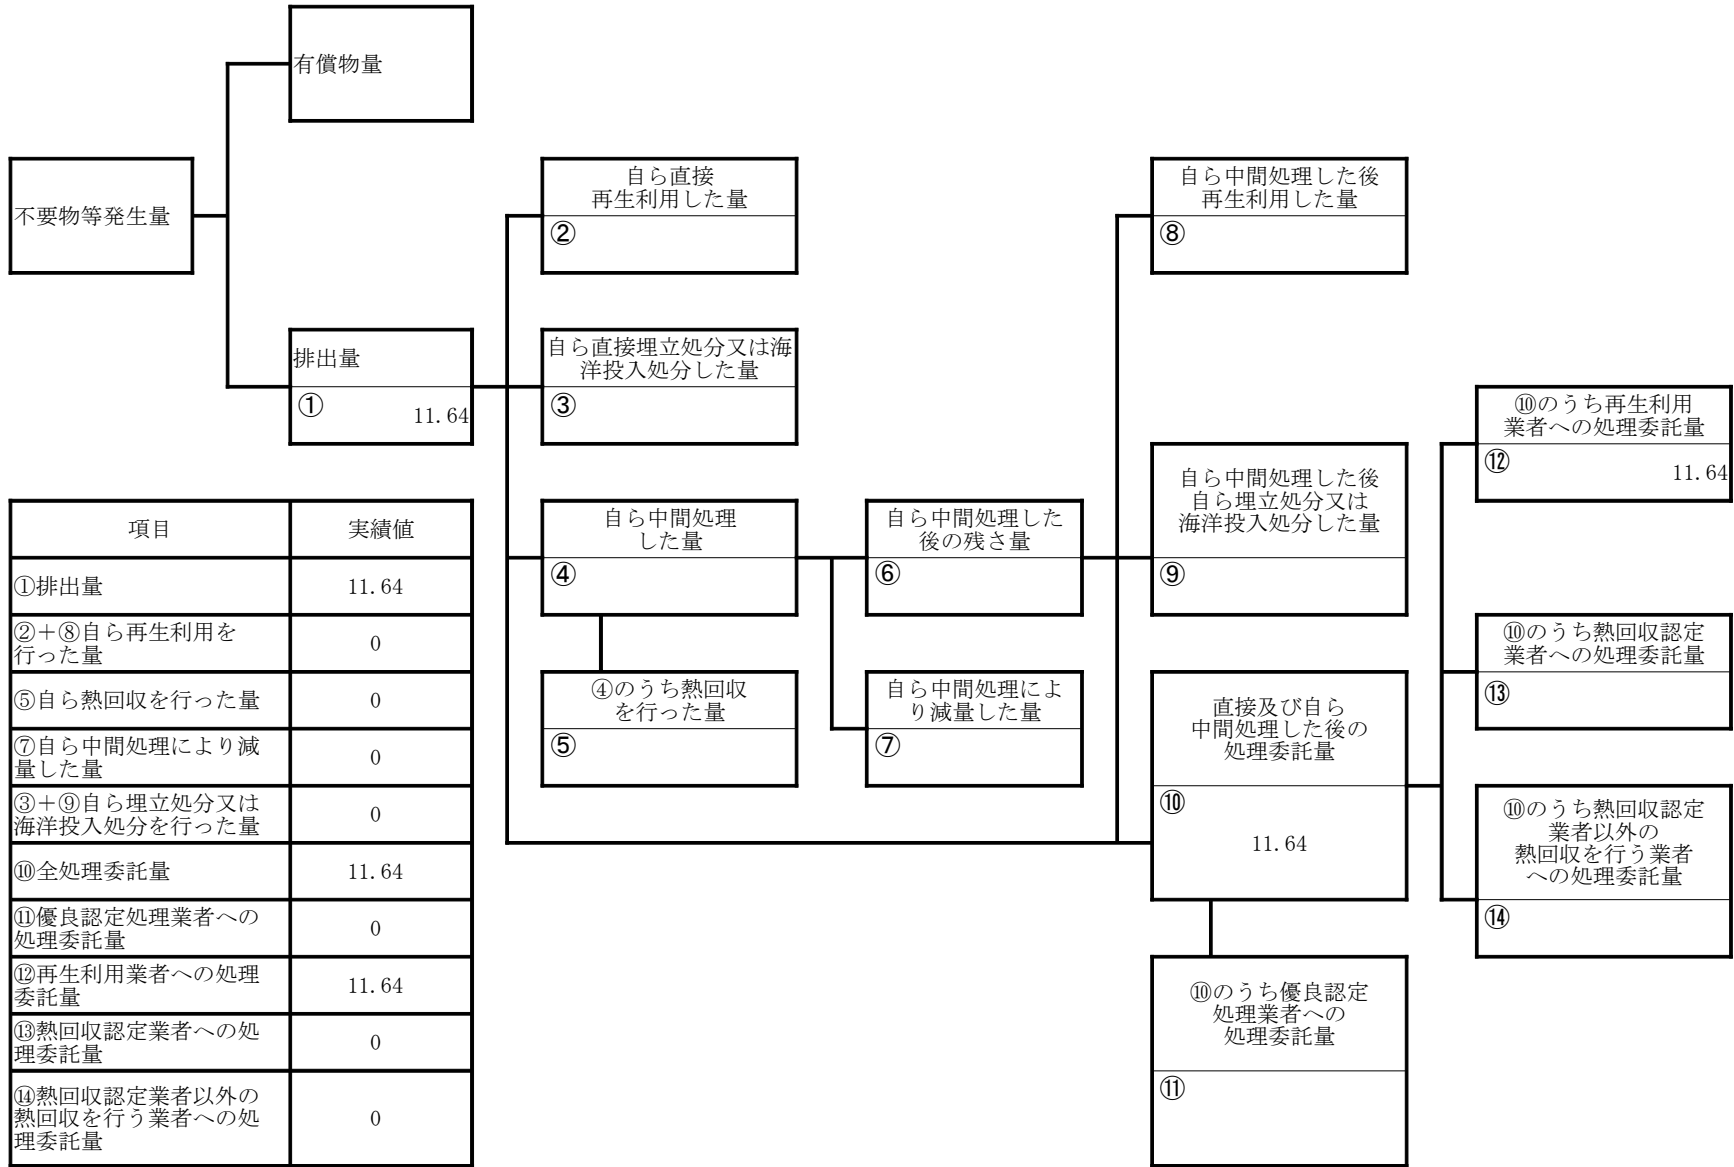 有償物量
不要物等発生量
排出量
①
11.64
自ら直接
再生利用した量
②
自ら直接埋立処分又は海
洋投入処分した量
③
自ら中間処理
した量
④
④のうち熱回収
を行った量
⑤
自ら中間処理した
後の残さ量
⑥
自ら中間処理によ
り減量した量
⑦
自ら中間処理した後
再生利用した量
⑧
自ら中間処理した後
自ら埋立処分又は
海洋投入処分した量
⑨
直接及び自ら
中間処理した後の
処理委託量
⑩
11.64
⑩のうち優良認定
処理業者への
処理委託量
⑪
⑩のうち再生利用
業者への処理委託量
⑫
11.64
⑩のうち熱回収認定
業者への処理委託量
⑬
⑩のうち熱回収認定
業者以外の
熱回収を行う業者
への処理委託量
⑭
項目 実績値
①排出量 11.64
②+⑧自ら再生利用を
行った量 0
⑤自ら熱回収を行った量 0
⑦自ら中間処理により減
量した量 0
③+⑨自ら埋立処分又は
海洋投入処分を行った量 0
⑩全処理委託量 11.64
⑪優良認定処理業者への
処理委託量 0
⑫再生利用業者への処理
委託量 11.64
⑬熱回収認定業者への処
理委託量 0
⑭熱回収認定業者以外の
熱回収を行う業者への処
理委託量 0